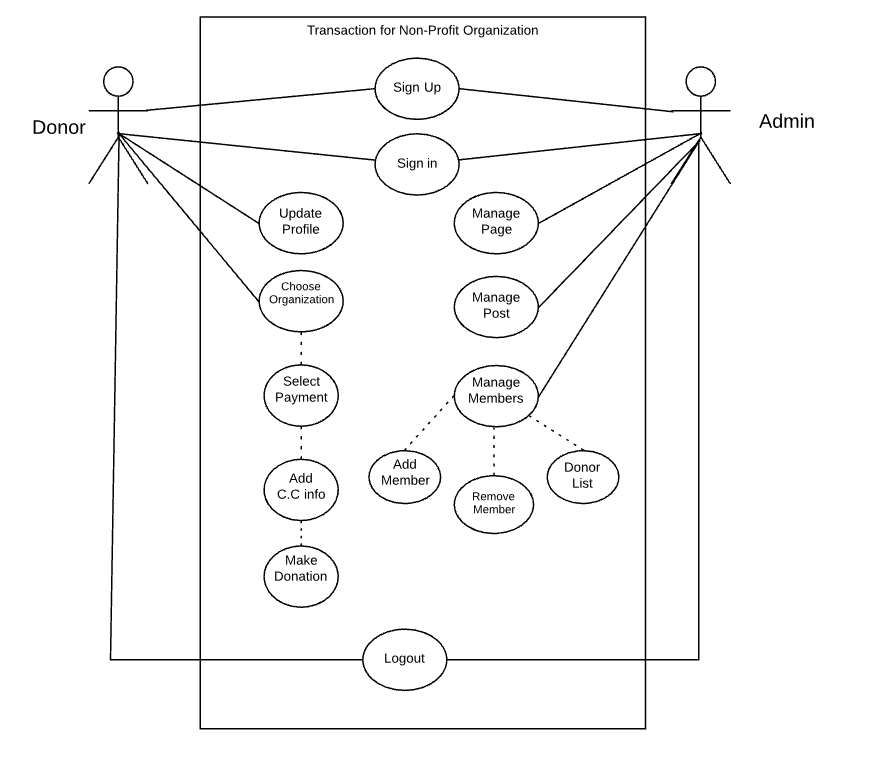 Transaction for Non-Profit Organization
Sign Up
Donor
Admin
Sign in
Update
Profile
Manage
Page
Choose
Organization
Manage
Post
Select
Payment
Manage
Members
Add
Member
Donor
List
Add
C.C info
Remove
Member
Make
Donation
Logout